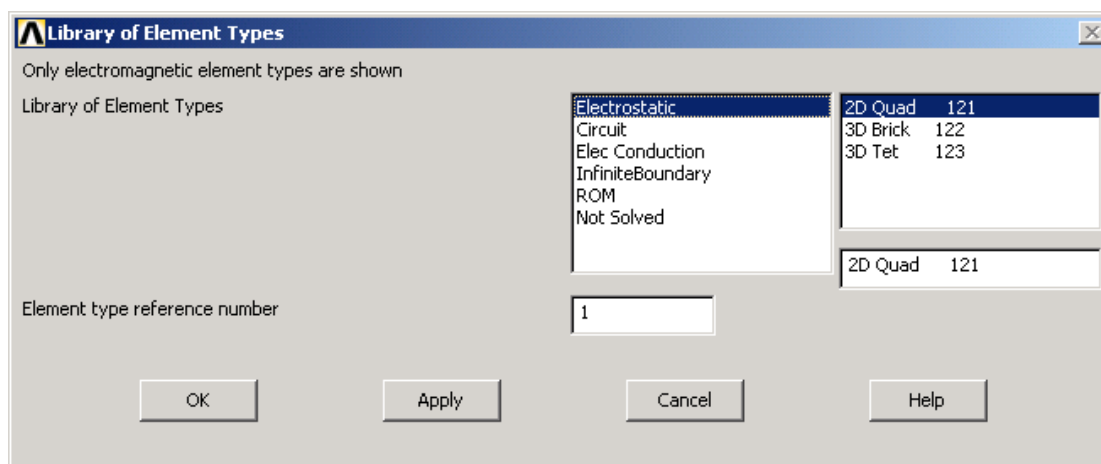 Library of Element Types
Only electromagnetic element types are shown
Library of Element Types
Electrostatic
Circuit
Elec Conduction
InfiniteBoundary
ROM
Not Solved
2D Quad 121
3D Brick 122
3D Tet 123
2D Quad 121
Element type reference number
1
OK Apply Cancel Help